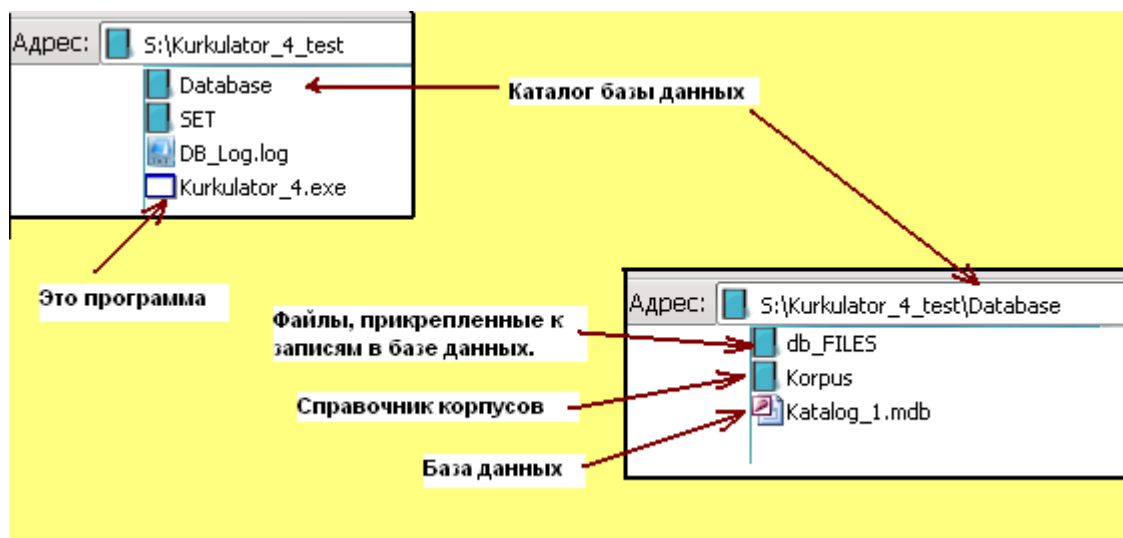 Адрес: S:\Kurkulator_4_test
Database
SET
DB_Log.log
Kurkulator_4.exe
Каталог базы данных
Это программа
Адрес: S:\Kurkulator_4_test\Database
db_FILES
Korpus
Katalog_1.mdb
Файлы, прикрепленные к
записям в базе данных.
Справочник корпусов
База данных